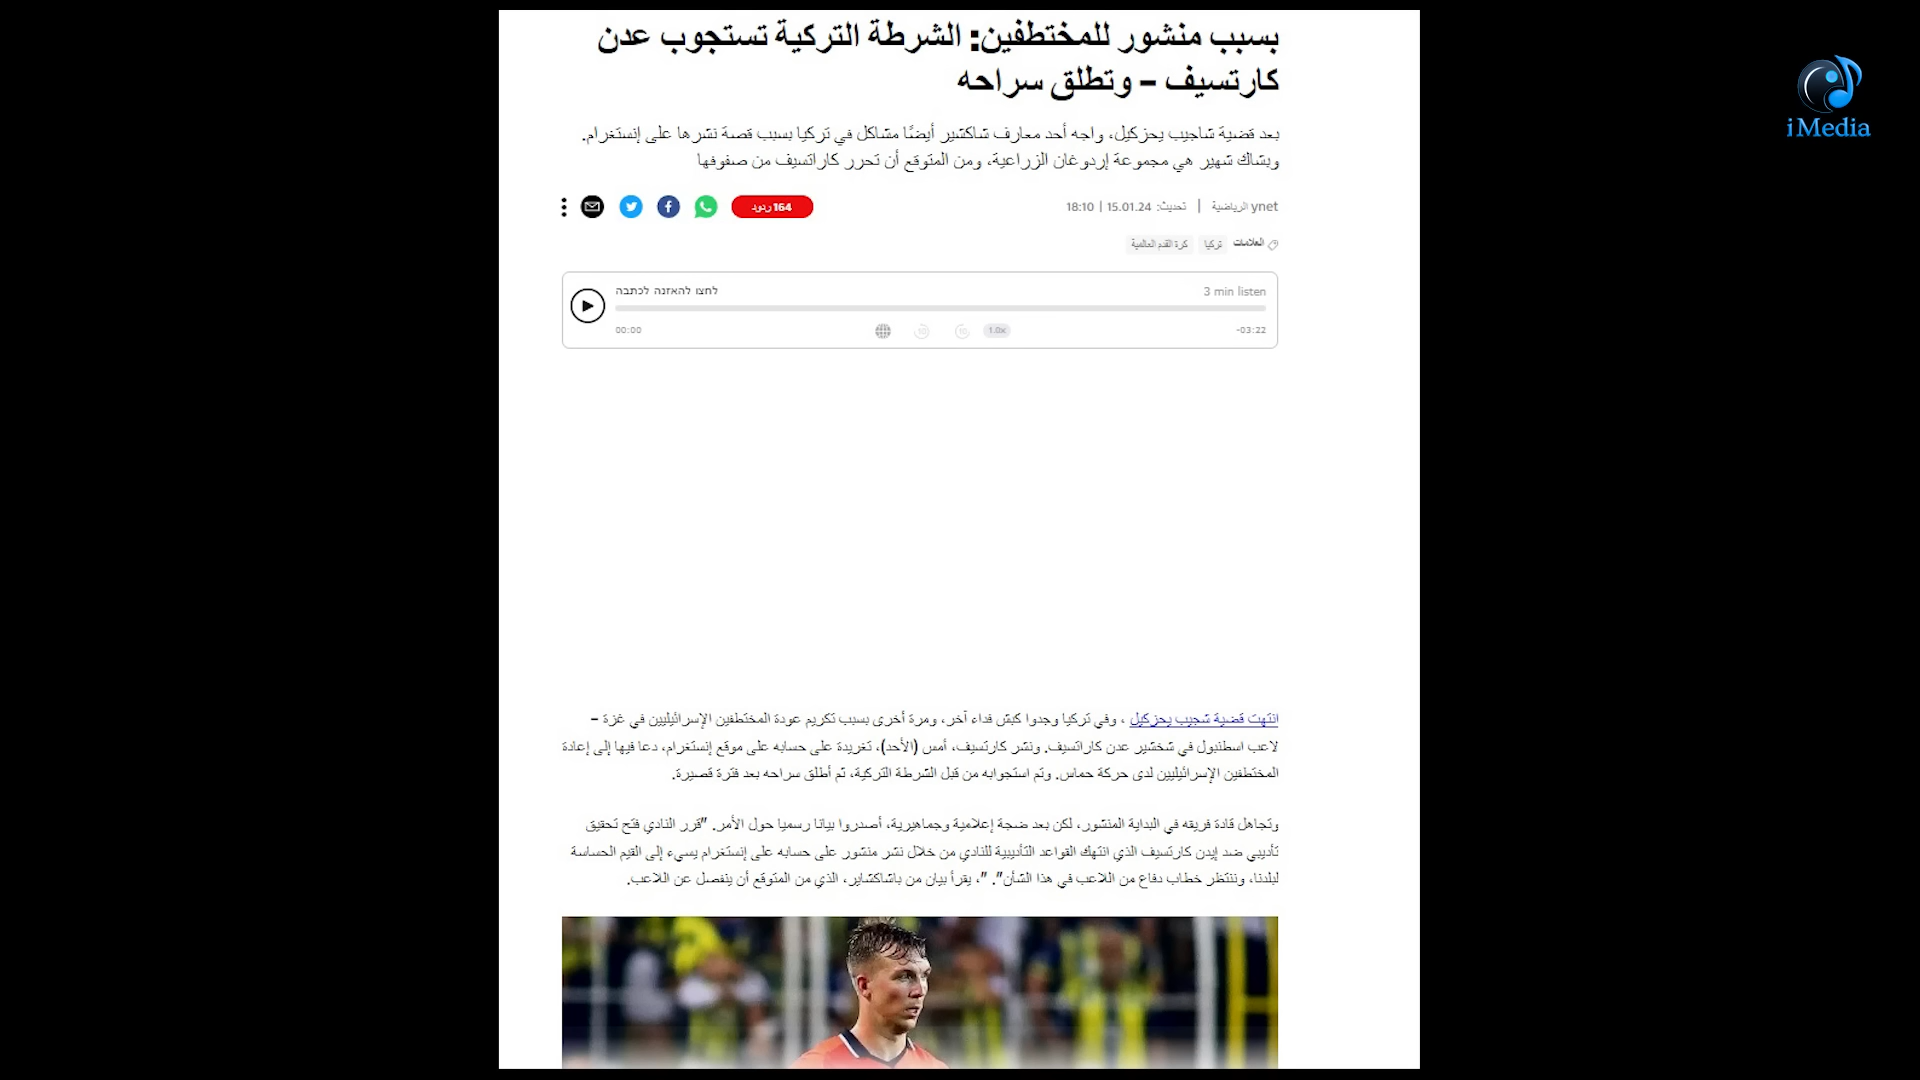 بسبب منشور للمختطفين: الشرطة التركية تستجوب عدن
كارتسيف – وتطلق سراحه
بعد قضية شاجيب يحزكيل، واجه أحد معارف شاكشير أيضًا مشاكل في تركيا بسبب قصة نشرها على إنستغرام.
وبشاك شهير هي مجموعة إردوغان الزراعية، ومن المتوقع أن تحرر كاراتسيف من صفوفها
ynet الرياضية | تحديث: 15.01.24 | 18:10
164 ردود
العلامات تركيا كرة القدم العالمية
לחצו להאזנה לכתבה
3 min listen
00:00
10
10
1.0x
-03:22
انتهت قضية شجيب يحزكيل ، وفي تركيا وجدوا كبش فداء آخر، ومرة أخرى بسبب تكريم عودة المختطفين الإسرائيليين في غزة –
لاعب اسطنبول في شخشير عدن كاراتسيف. ونشر كارتسيف، أمس (الأحد)، تغريدة على حسابه على موقع إنستغرام، دعا فيها إلى إعادة
المختطفين الإسرائيليين لدى حركة حماس. وتم استجوابه من قبل الشرطة التركية، ثم أطلق سراحه بعد فترة قصيرة.
وتجاهل قادة فريقه في البداية المنشور، لكن بعد ضجة إعلامية وجماهيرية، أصدروا بيانا رسميا حول الأمر. "قرر النادي فتح تحقيق
تأديبي ضد إيدن كارتسيف الذي انتهك القواعد التأديبية للنادي من خلال نشر منشور على حسابه على إنستغرام يسيء إلى القيم الحساسة
لبلدنا، وننتظر خطاب دفاع من اللاعب في هذا الشأن". "، يقرأ بيان من باشاكشاير، الذي من المتوقع أن ينفصل عن اللاعب.
iMedia